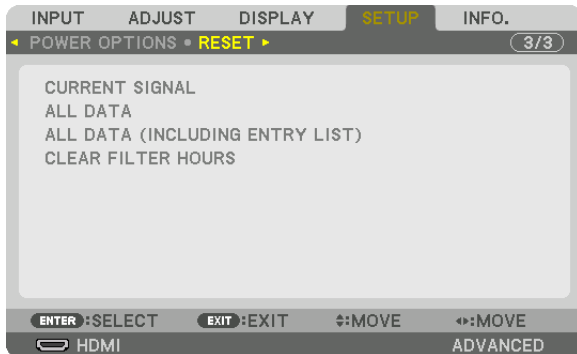 INPUT ADJUST DISPLAY SETUP INFO.
POWER OPTIONS • RESET 3/3
CURRENT SIGNAL
ALL DATA
ALL DATA (INCLUDING ENTRY LIST)
CLEAR FILTER HOURS
ENTER :SELECT EXIT :EXIT :MOVE :MOVE
HDMI ADVANCED